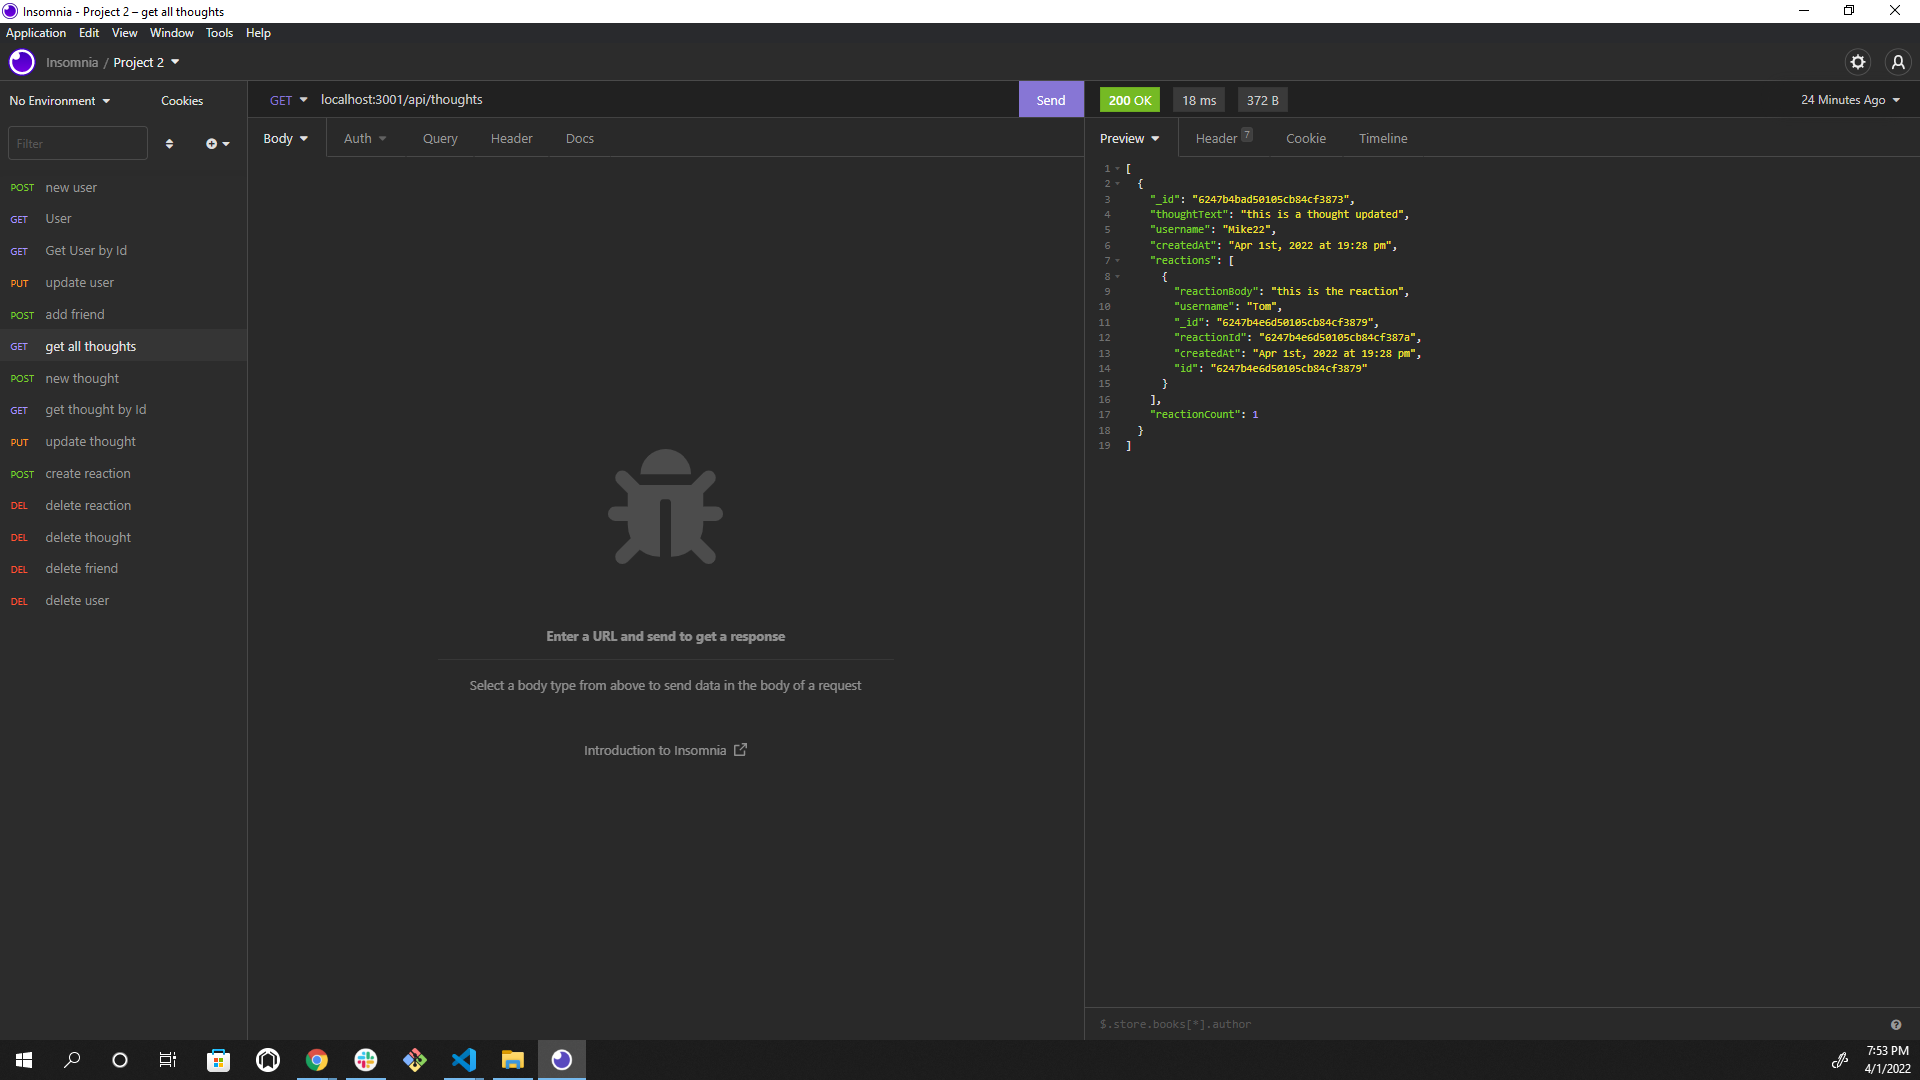 Insomnia - Project 2 – get all thoughts
Application Edit View Window Tools Help
Insomnia / Project 2
No Environment Cookies
Filter
POST new user
GET User
GET Get User by Id
PUT update user
POST add friend
GET get all thoughts
POST new thought
GET get thought by Id
PUT update thought
POST create reaction
DEL delete reaction
DEL delete thought
DEL delete friend
DEL delete user
GET localhost:3001/api/thoughts Send
Body Auth Query Header Docs
Enter a URL and send to get a response
Select a body type from above to send data in the body of a request
Introduction to Insomnia
200 OK 18 ms 372 B 24 Minutes Ago
Preview Header 7 Cookie Timeline
1 [
2 {
3 "_id": "6247b4bad50105cb84cf3873",
4 "thoughtText": "this is a thought updated",
5 "username": "Mike22",
6 "createdAt": "Apr 1st, 2022 at 19:28 pm",
7 "reactions": [
8 {
9 "reactionBody": "this is the reaction",
10 "username": "Tom",
11 "_id": "6247b4e6d50105cb84cf3879",
12 "reactionId": "6247b4e6d50105cb84cf387a",
13 "createdAt": "Apr 1st, 2022 at 19:28 pm",
14 "id": "6247b4e6d50105cb84cf3879"
15 }
16 ],
17 "reactionCount": 1
18 }
19 ]
$.store.books[*].author
7:53 PM
4/1/2022